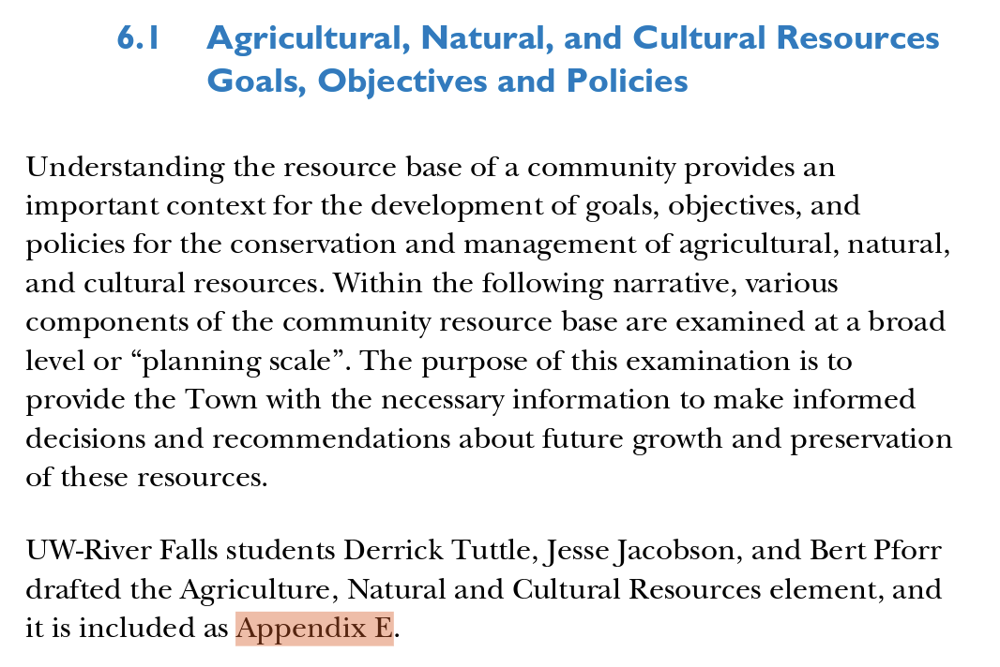 6.1 Agricultural, Natural, and Cultural Resources
Goals, Objectives and Policies
Understanding the resource base of a community provides an
important context for the development of goals, objectives, and
policies for the conservation and management of agricultural, natural,
and cultural resources. Within the following narrative, various
components of the community resource base are examined at a broad
level or “planning scale”. The purpose of this examination is to
provide the Town with the necessary information to make informed
decisions and recommendations about future growth and preservation
of these resources.
UW-River Falls students Derrick Tuttle, Jesse Jacobson, and Bert Pforr
drafted the Agriculture, Natural and Cultural Resources element, and
it is included as Appendix E.